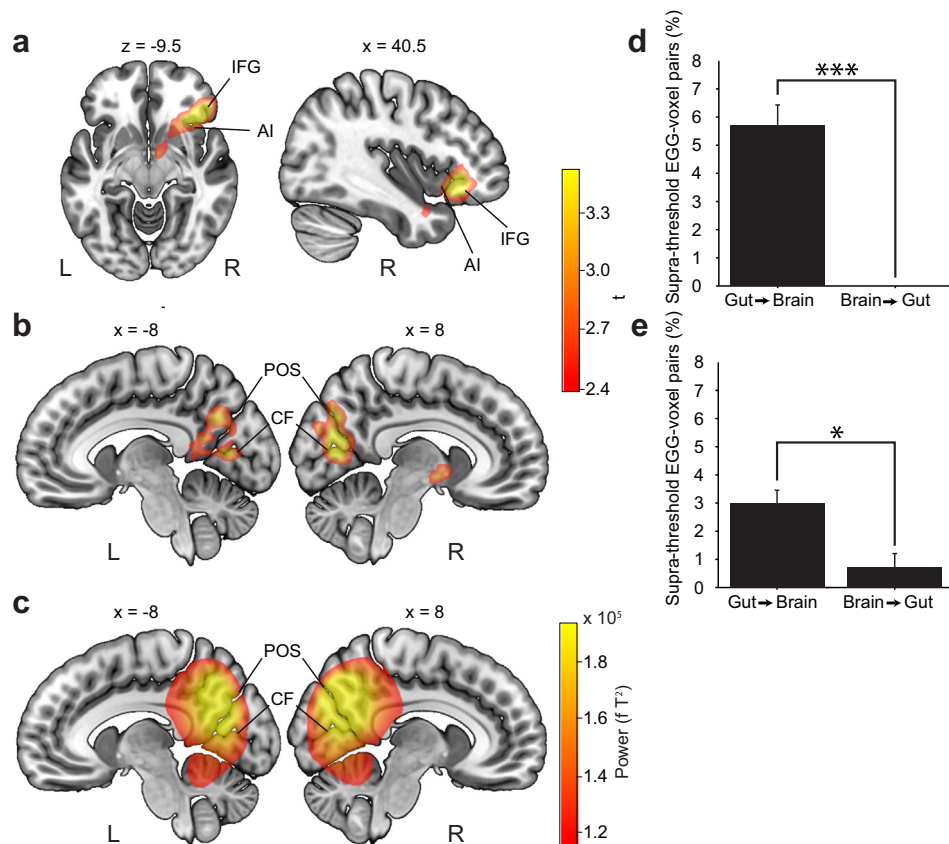 a
z = -9.5
x = 40.5
IFG
AI
L
R
IFG
AI
R
3.3
3.0
2.7
2.4
t
b
x = -8
x = 8
POS
CF
L
R
c
x = -8
x = 8
POS
CF
L
R
x 10⁵
1.8
1.6
1.4
1.2
Power (f T²)
d
Supra-threshold EGG-voxel pairs (%)
8
7
6
5
4
3
2
1
0
***
Gut→Brain Brain→Gut
e
Supra-threshold EGG-voxel pairs (%)
8
7
6
5
4
3
2
1
0
*
Gut→Brain Brain→Gut